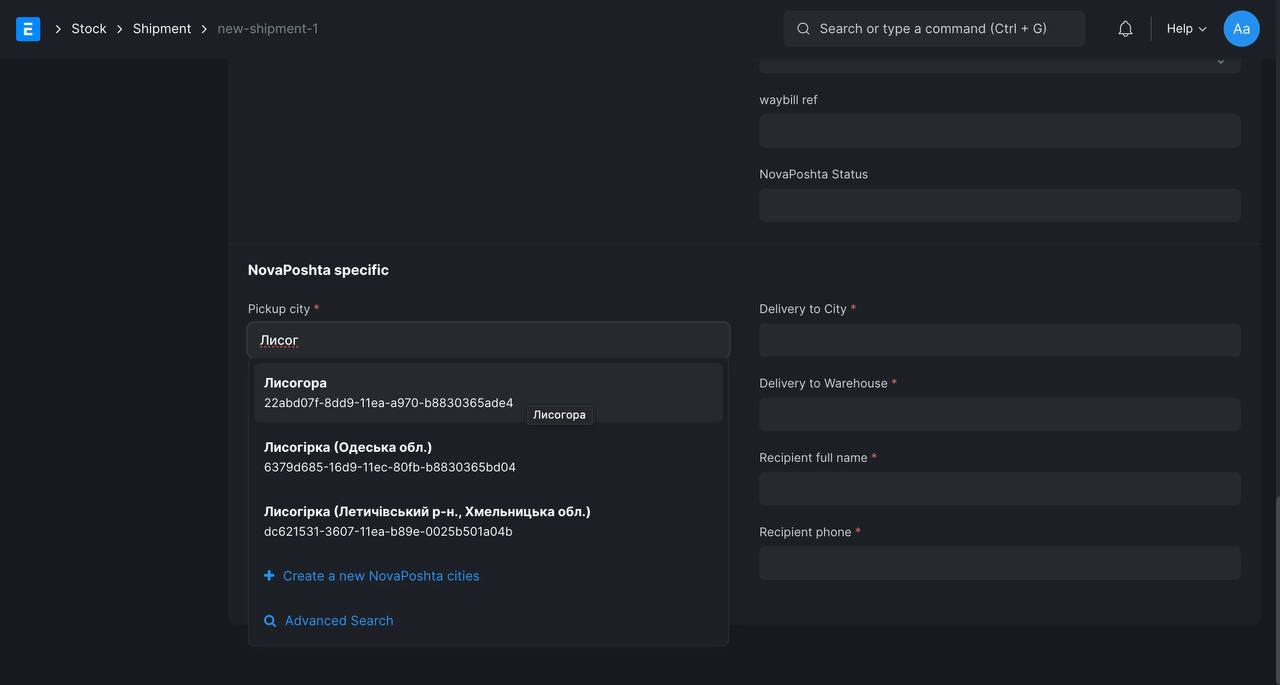 E Stock Shipment new-shipment-1 Search or type a command (Ctrl + G) Help Aa
waybill ref
NovaPoshta Status
NovaPoshta specific
Pickup city *
Лисог
Лисогора
22abd07f-8dd9-11ea-a970-b8830365ade4
Лисогора
Лисогірка (Одеська обл.)
6379d685-16d9-11ec-80fb-b8830365bd04
Лисогірка (Летичівський р-н., Хмельницька обл.)
dc621531-3607-11ea-b89e-0025b501a04b
Create a new NovaPoshta cities
Advanced Search
Delivery to City *
Delivery to Warehouse *
Recipient full name *
Recipient phone *